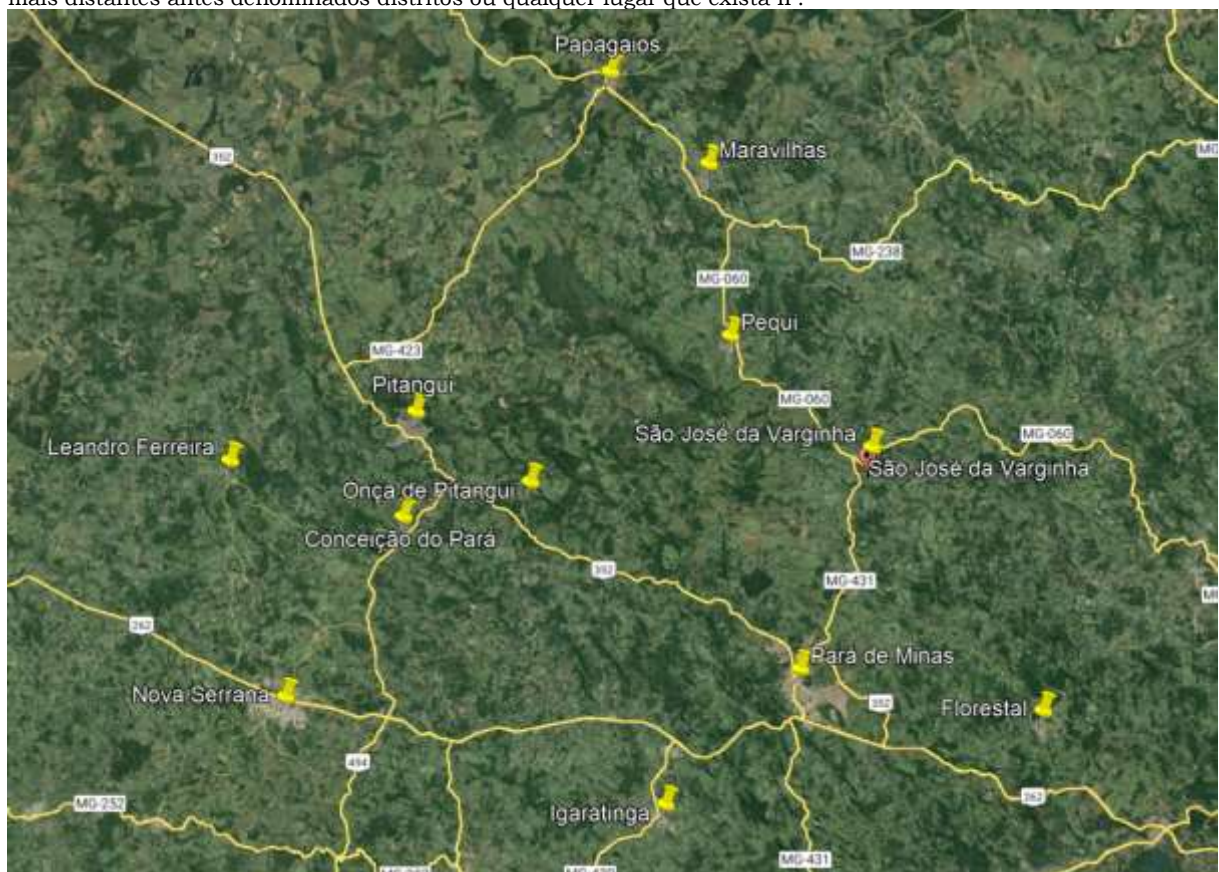 mais distantes antes denominados distritos ou qualquer lugar que exista
Papagaios
Maravilhas
352
MG-238
MG-060
Pequi
MG-423
Pitangui
MG-060
São José da Varginha
MG-060
Leandro Ferreira
São José da Varginha
Onça de Pitangui
Conceição do Pará
352
MG-431
262
Pará de Minas
Nova Serrana
352
Florestal
494
262
MG-252
Igaratinga
MG-431